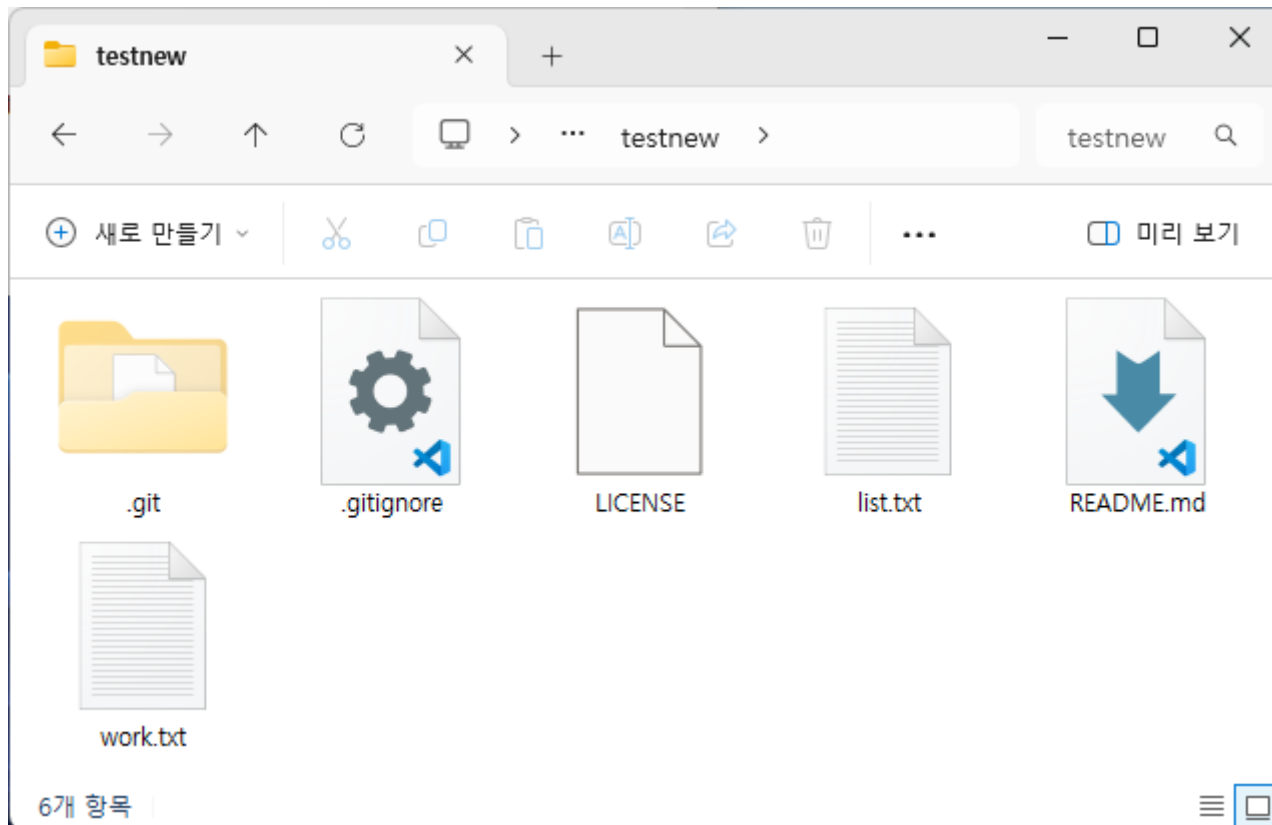 testnew
testnew
testnew
새로 만들기
미리 보기
.git
.gitignore
LICENSE
list.txt
README.md
work.txt
6개 항목